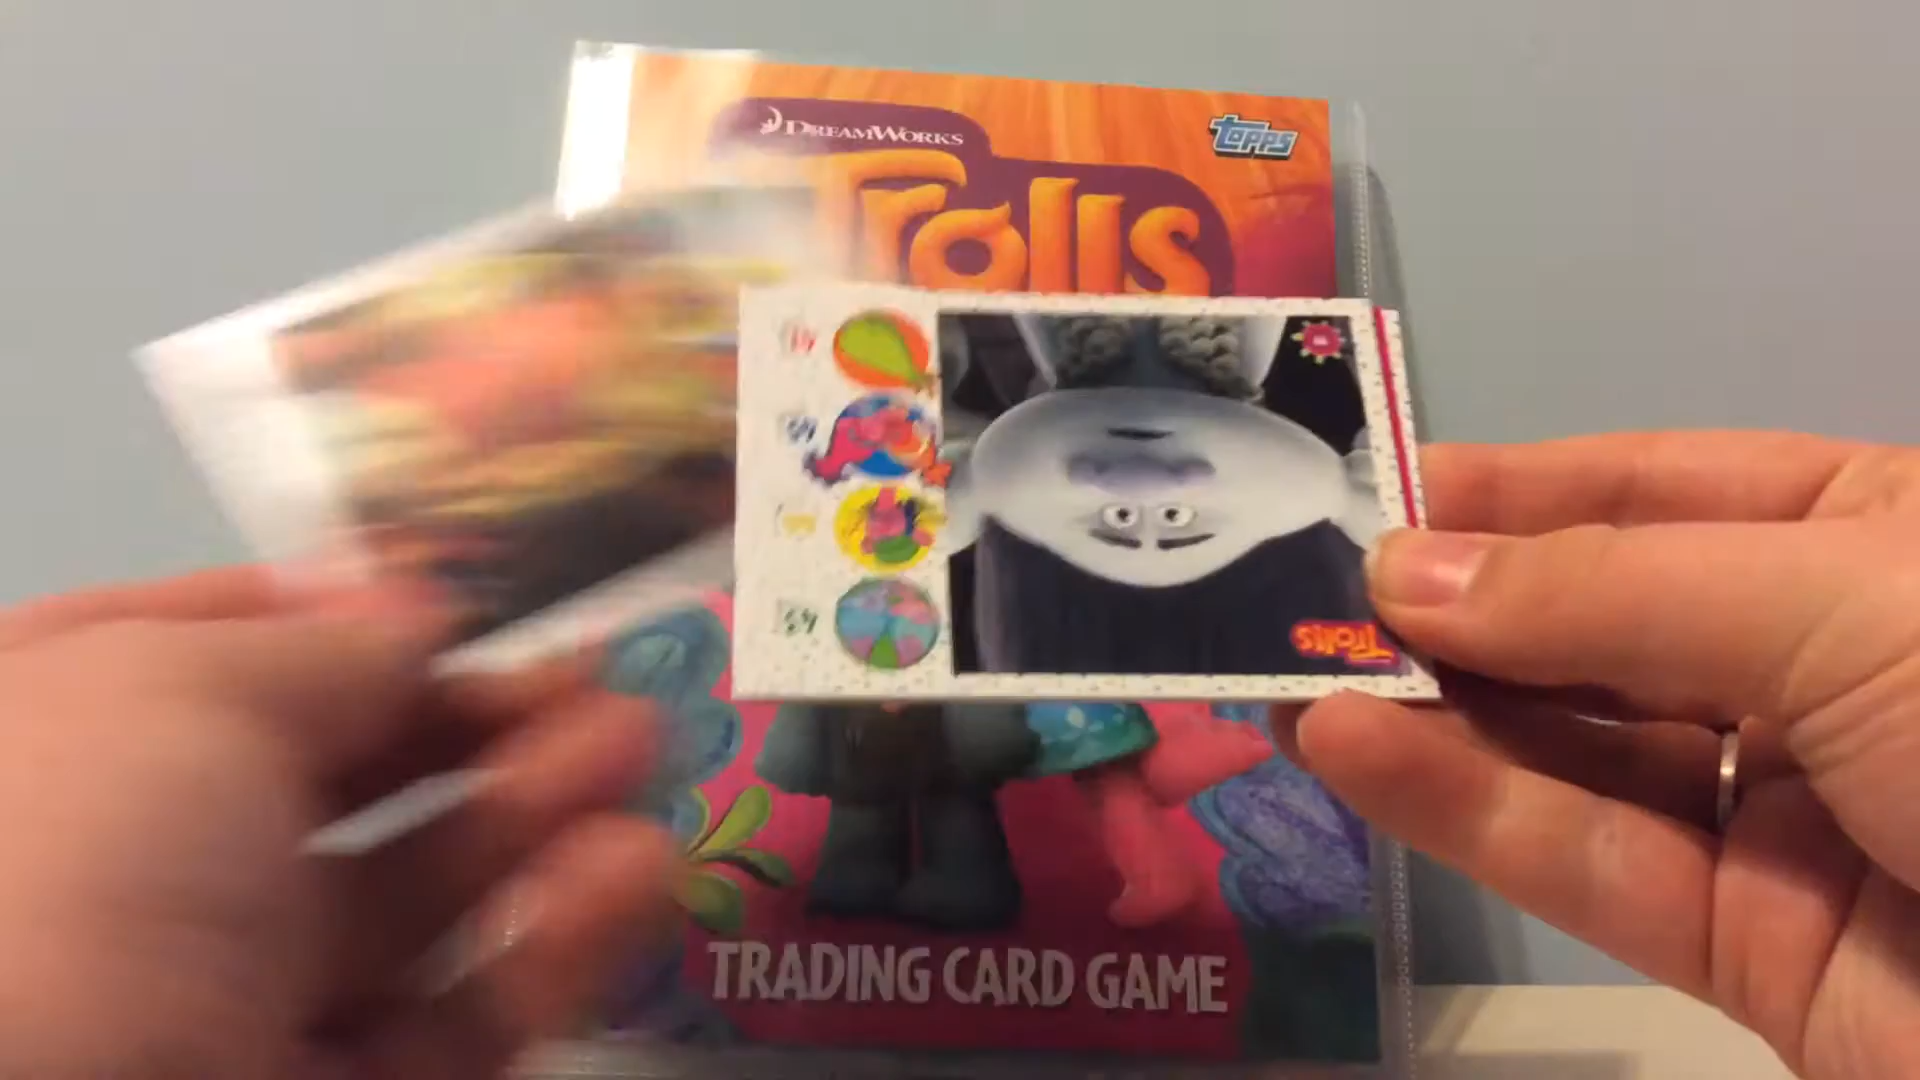 DREAMWORKS
topps
Trolls
Trolls
TRADING CARD GAME